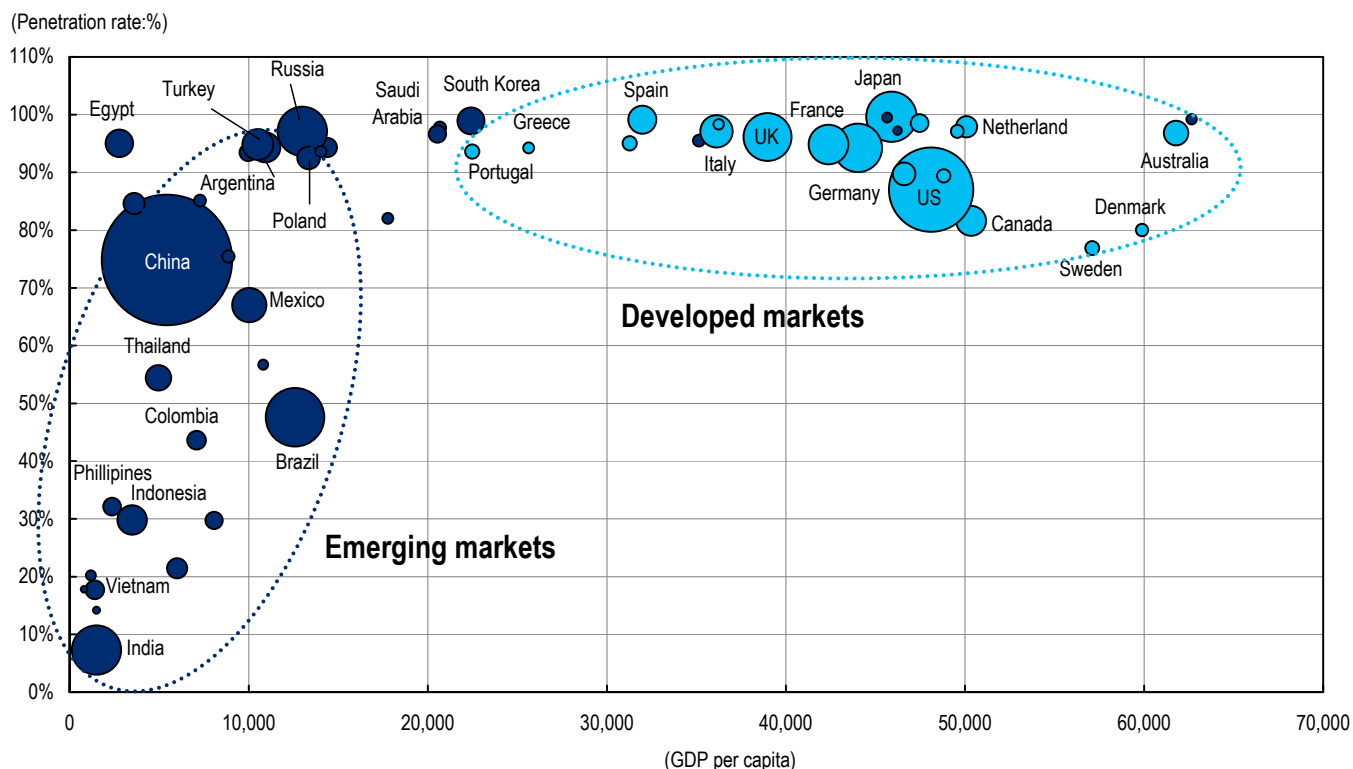 (Penetration rate:%)
110%
100%
90%
80%
70%
60%
50%
40%
30%
20%
10%
0%
Russia
Turkey
Egypt
Saudi
Arabia
South Korea
Greece
Portugal
Spain
Italy
UK
France
Japan
Germany
US
Netherland
Canada
Australia
Denmark
Sweden
Argentina
Poland
China
Mexico
Developed markets
Thailand
Colombia
Brazil
Phillipines
Indonesia
Emerging markets
Vietnam
India
0
10,000
20,000
30,000
40,000
50,000
60,000
70,000
(GDP per capita)